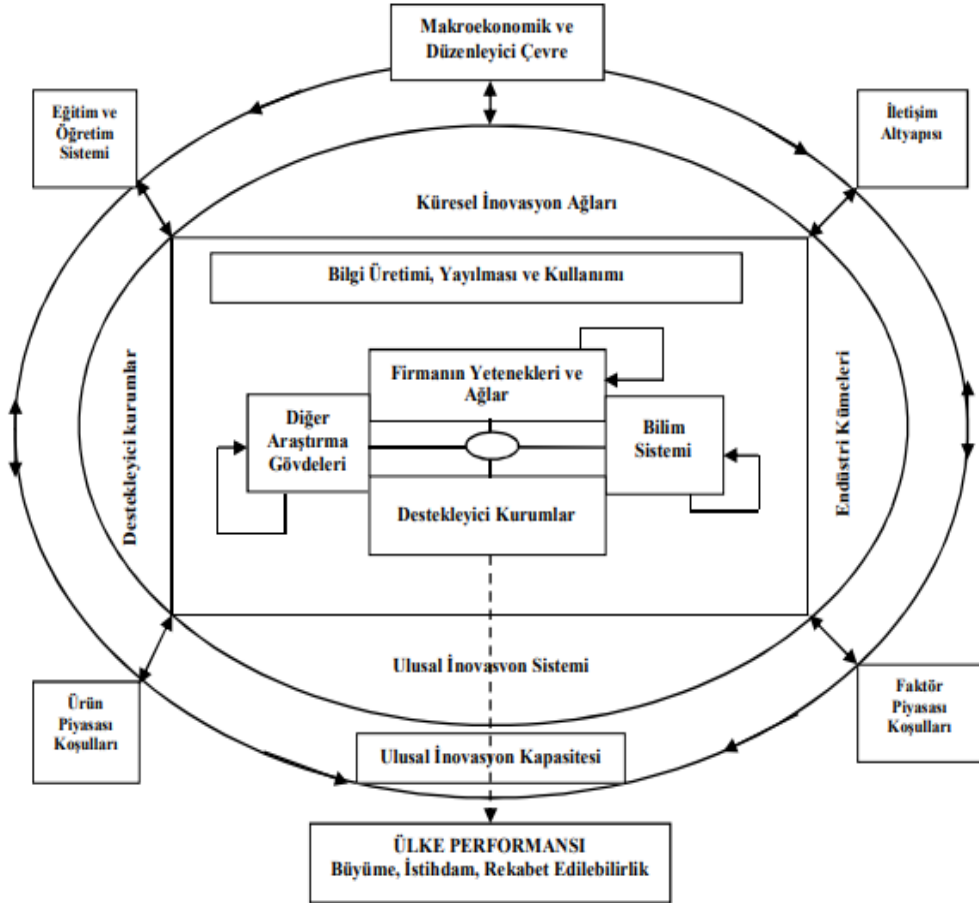 Makroekonomik ve
Düzenleyici Çevre
Eğitim ve
Öğretim
Sistemi
İletişim
Altyapısı
Küresel İnovasyon Ağları
Bilgi Üretimi, Yayılması ve Kullanımı
Destekleyici kurumlar
Firmanın Yetenekleri ve
Ağlar
Diğer
Araştırma
Gövdeleri
Bilim
Sistemi
Destekleyici Kurumlar
Endüstri Kümeleri
Ulusal İnovasyon Sistemi
Ürün
Piyasası
Koşulları
Faktör
Piyasası
Koşulları
Ulusal İnovasyon Kapasitesi
ÜLKE PERFORMANSI
Büyüme, İstihdam, Rekabet Edilebilirlik